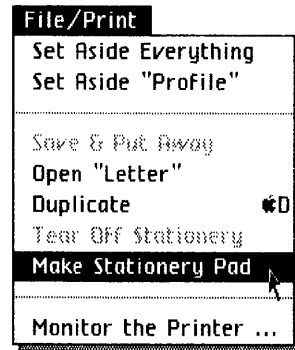 File/Print
Set Aside Everything
Set Aside "Profile"
Save & Put Away
Open "Letter"
Duplicate D
Tear Off Stationery
Make Stationery Pad
Monitor the Printer ...